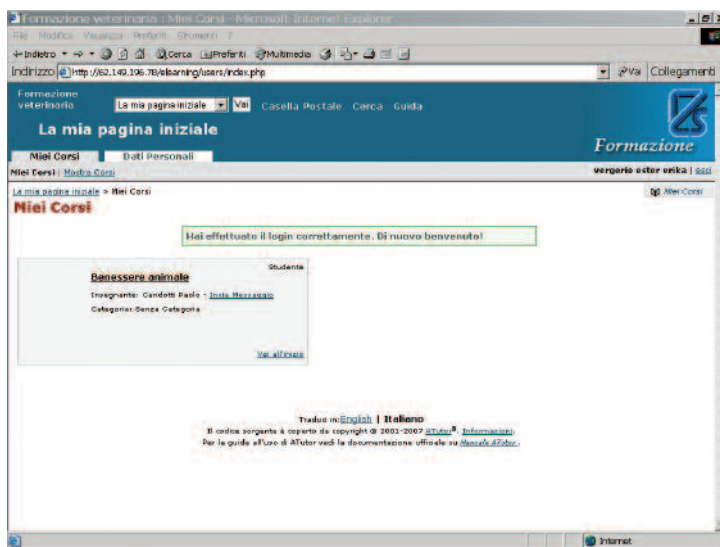 Formazione veterinaria : Miei Corsi - Microsoft Internet Explorer
File Modifica Visualizza Preferiti Strumenti ?
Indietro Cerca Preferiti Multimedia
Indirizzo http://62.149.196.78/elearning/users/index.php Vai Collegamenti
Formazione
veterinaria La mia pagina iniziale Vai Casella Postale Cerca Guida
La mia pagina iniziale
Formazione
Miei Corsi Dati Personali
Miei Corsi | Mostra Corsi vergerio ester erika | esci
La mia pagina iniziale > Miei Corsi Miei Corsi
Miei Corsi
Hai effettuato il login correttamente. Di nuovo benvenuto!
Studente
Benessere animale
Insegnante: Candotti Paolo - Invia Messaggio
Categoria: Senza Categoria
Vai all'inizio
Traduci in: English | Italiano
Il codice sorgente è coperto da copyright @ 2001-2007 ATutor®. Informazioni.
Per la guida all'uso di ATutor vedi la documentazione ufficiale su Manuale ATutor.
Internet